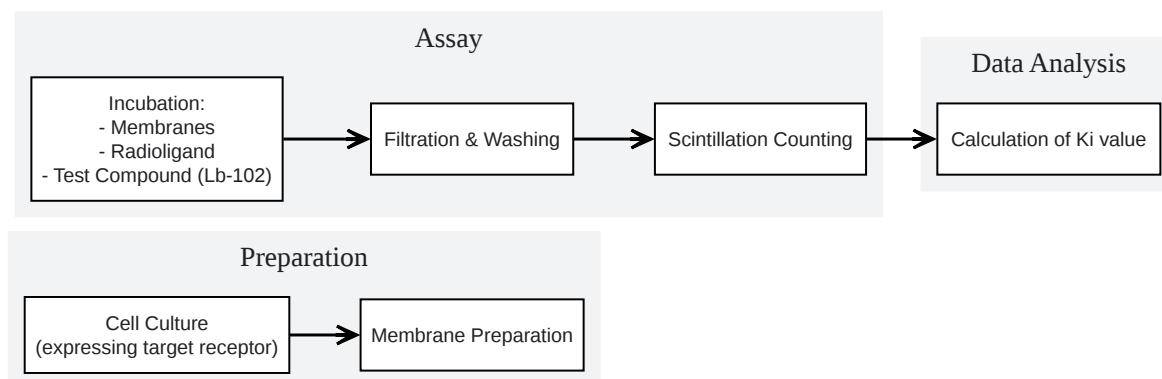 Assay
Incubation:
- Membranes
- Radioligand
- Test Compound (Lb-102)
Filtration & Washing
Scintillation Counting
Data Analysis
Calculation of Ki value
Preparation
Cell Culture
(expressing target receptor)
Membrane Preparation